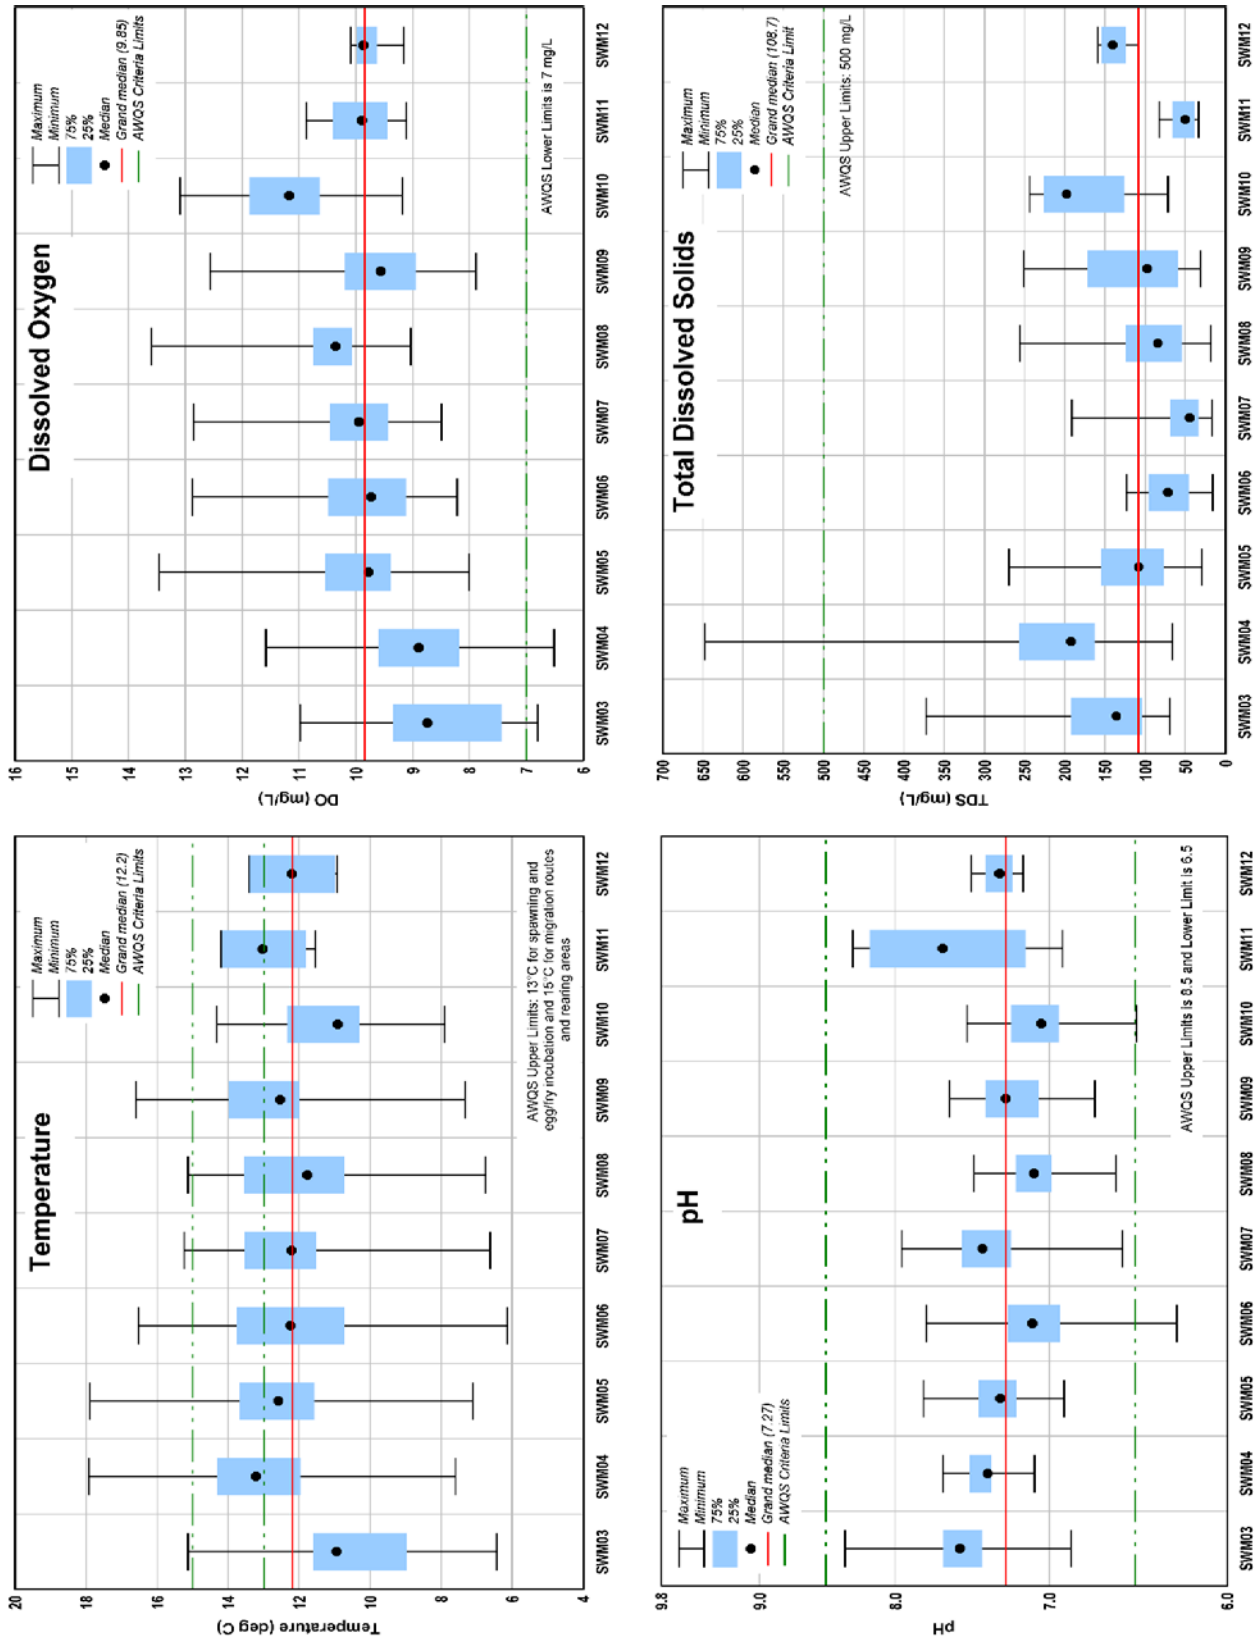 Temperature
Maximum
Minimum
75%
25%
Median
Grand median (12.2)
AWQS Criteria Limits
20
18
16
14
12
10
8
6
4
Temperature (deg C)
AWQS Upper Limits: 13°C for spawning and
egg/fry incubation and 15°C for migration routes
and rearing areas
SWM03
SWM04
SWM05
SWM06
SWM07
SWM08
SWM09
SWM10
SWM11
SWM12
Dissolved Oxygen
Maximum
Minimum
75%
25%
Median
Grand median (9.85)
AWQS Criteria Limits
16
15
14
13
12
11
10
9
8
7
6
DO (mg/L)
AWQS Lower Limits is 7 mg/L
SWM03
SWM04
SWM05
SWM06
SWM07
SWM08
SWM09
SWM10
SWM11
SWM12
pH
Maximum
Minimum
75%
25%
Median
Grand median (7.27)
AWQS Criteria Limits
9.8
9.0
8.0
7.0
6.0
pH
AWQS Upper Limits is 8.5 and Lower Limit is 6.5
SWM03
SWM04
SWM05
SWM06
SWM07
SWM08
SWM09
SWM10
SWM11
SWM12
Total Dissolved Solids
Maximum
Minimum
75%
25%
Median
Grand median (108.7)
AWQS Criteria Limit
AWQS Upper Limits: 500 mg/L
700
650
600
550
500
450
400
350
300
250
200
150
100
50
0
TDS (mg/L)
SWM03
SWM04
SWM05
SWM06
SWM07
SWM08
SWM09
SWM10
SWM11
SWM12